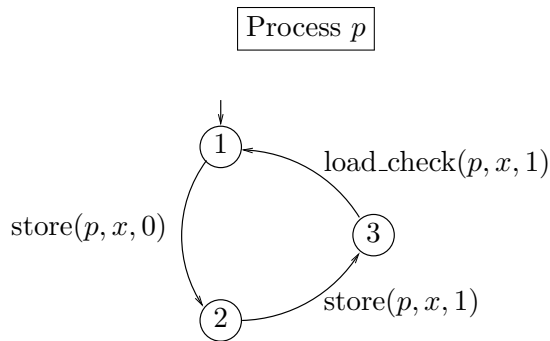 Process p
1
load_check(p, x, 1)
store(p, x, 0)
3
store(p, x, 1)
2